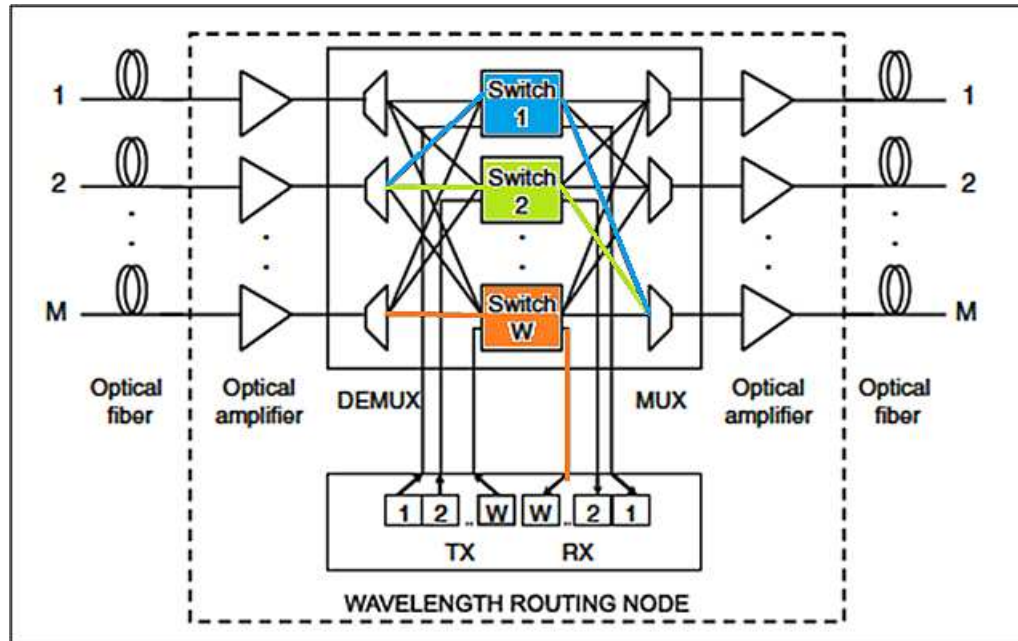 Switch
1
1
1
Switch
2
2
2
Switch
W
M
M
Optical
fiber
Optical
amplifier
DEMUX
MUX
Optical
amplifier
Optical
fiber
1 2 .. W W .. 2 1
TX RX
WAVELENGTH ROUTING NODE